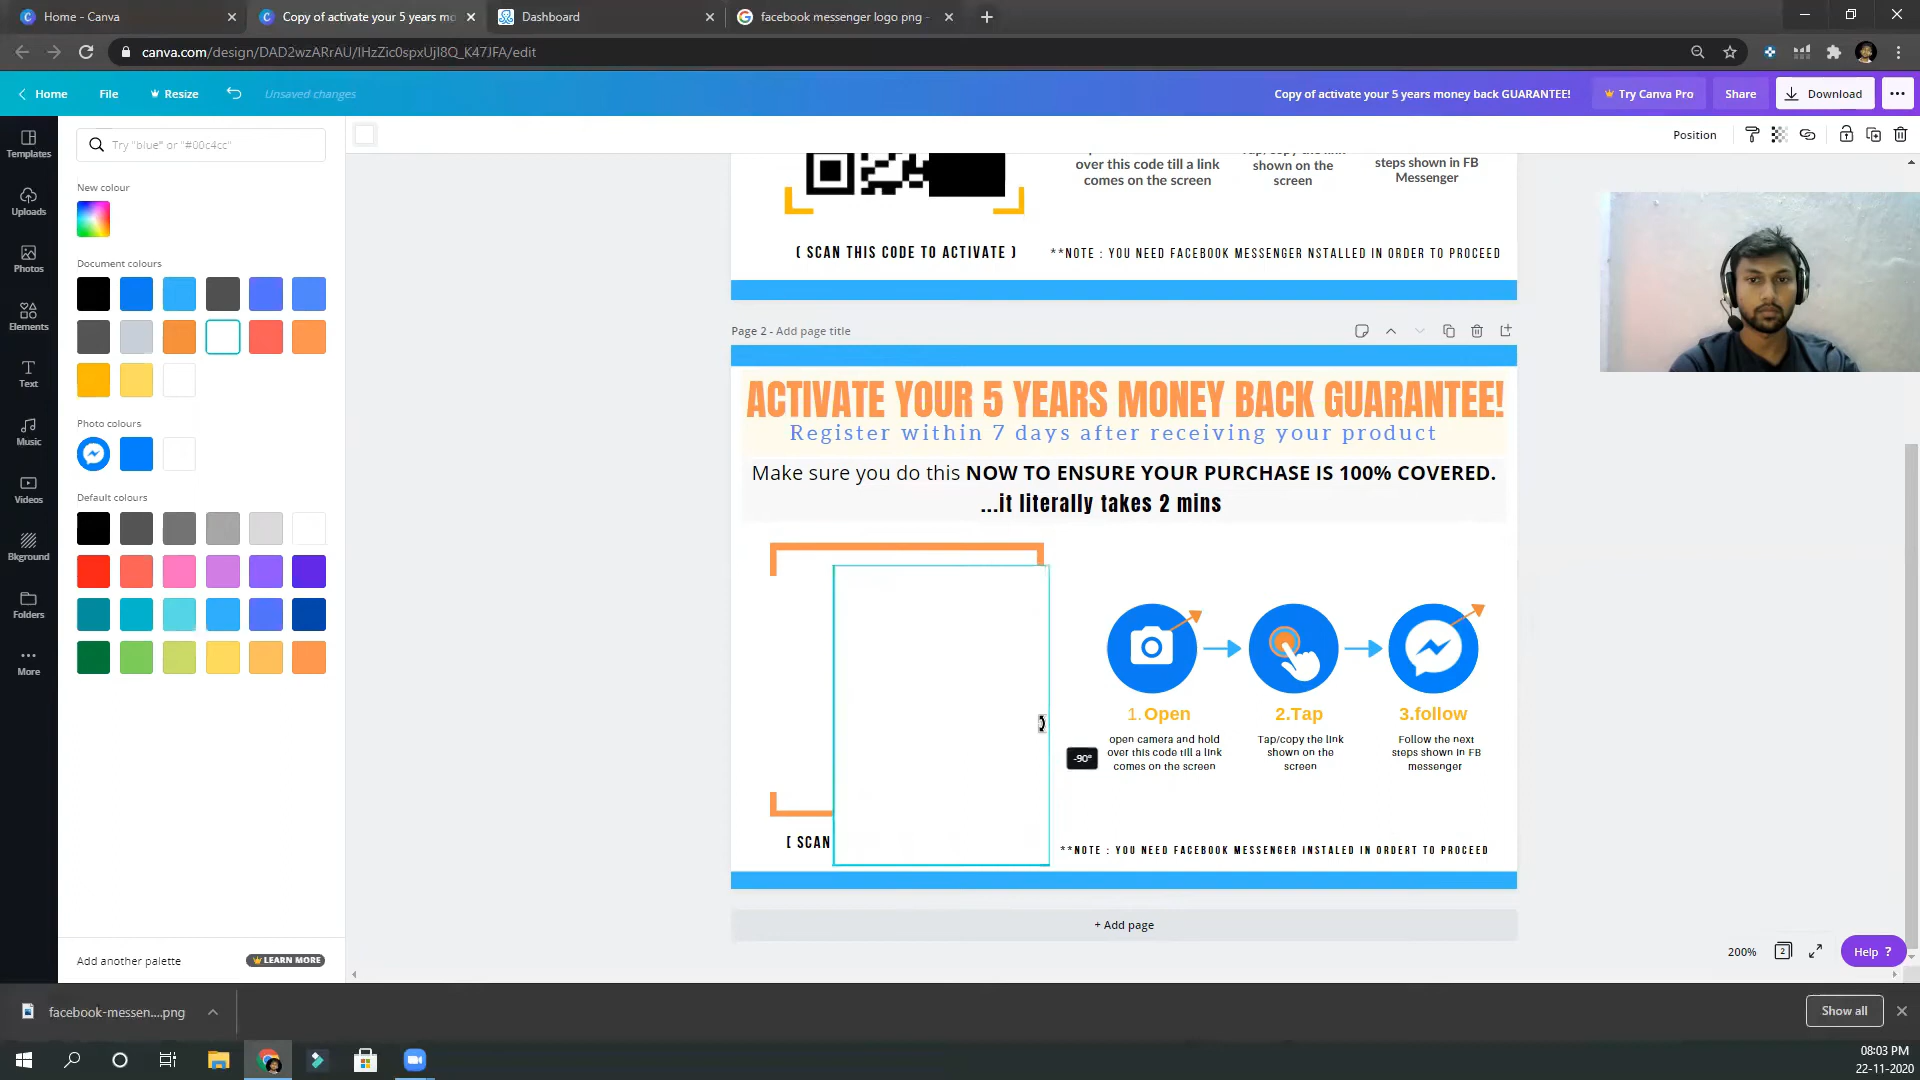 Home - Canva
Copy of activate your 5 years mo
Dashboard
facebook messenger logo png -
canva.com/design/DAD2wzARrAU/IHzZic0spxUjl8Q_K47JFA/edit
Home
File
Resize
Unsaved changes
Copy of activate your 5 years money back GUARANTEE!
Try Canva Pro
Share
Download
Templates
Uploads
Photos
Elements
Text
Music
Videos
Bkground
Folders
More
Try "blue" or "#00c4cc"
New colour
Document colours
Photo colours
Default colours
Add another palette
LEARN MORE
Position
over this code till a link
comes on the screen
shown on the
screen
steps shown in FB
Messenger
[ SCAN THIS CODE TO ACTIVATE ]
**NOTE : YOU NEED FACEBOOK MESSENGER NSTALLED IN ORDER TO PROCEED
Page 2 - Add page title
ACTIVATE YOUR 5 YEARS MONEY BACK GUARANTEE!
Register within 7 days after receiving your product
Make sure you do this NOW TO ENSURE YOUR PURCHASE IS 100% COVERED.
...it literally takes 2 mins
1.Open
open camera and hold
over this code till a link
comes on the screen
2.Tap
Tap/copy the link
shown on the
screen
3.follow
Follow the next
steps shown in FB
messenger
-90°
[ SCAN
**NOTE : YOU NEED FACEBOOK MESSENGER INSTALED IN ORDERT TO PROCEED
+ Add page
200%
2
Help ?
facebook-messen....png
Show all
08:03 PM
22-11-2020